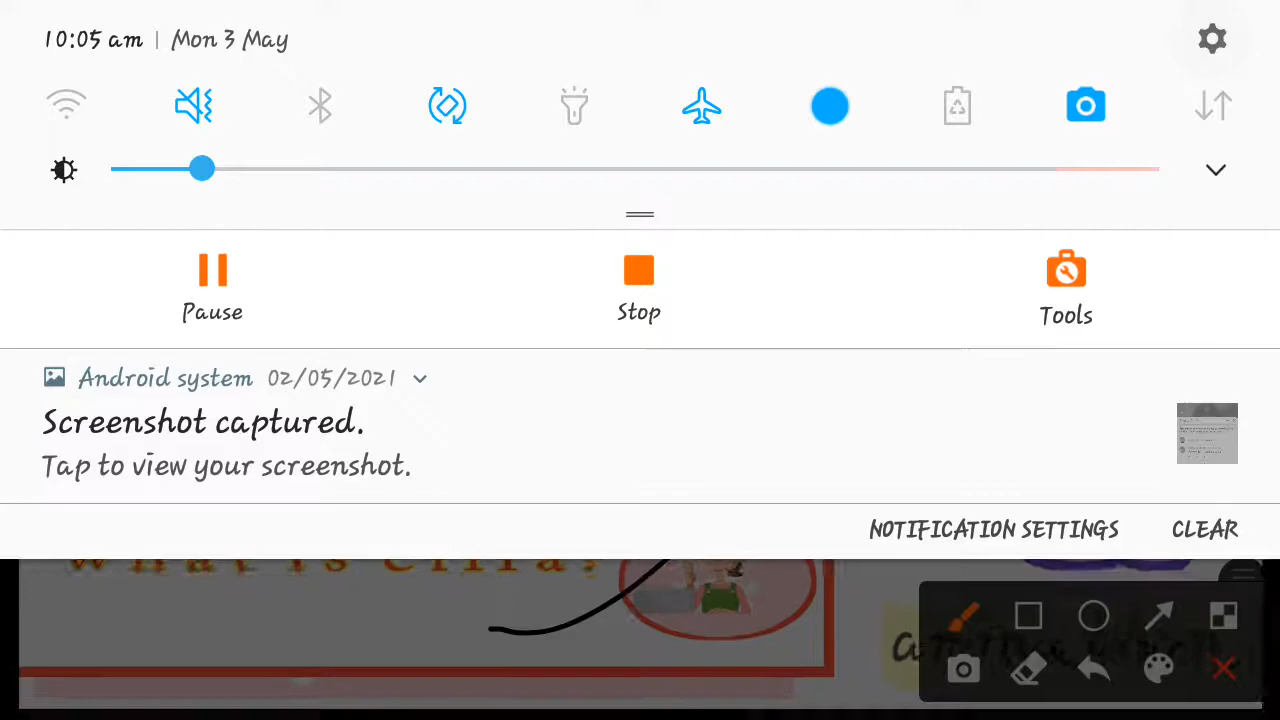 10:05 am | Mon 3 May
Pause
Stop
Tools
Android system 02/05/2021
Screenshot captured.
Tap to view your screenshot.
NOTIFICATION SETTINGS CLEAR